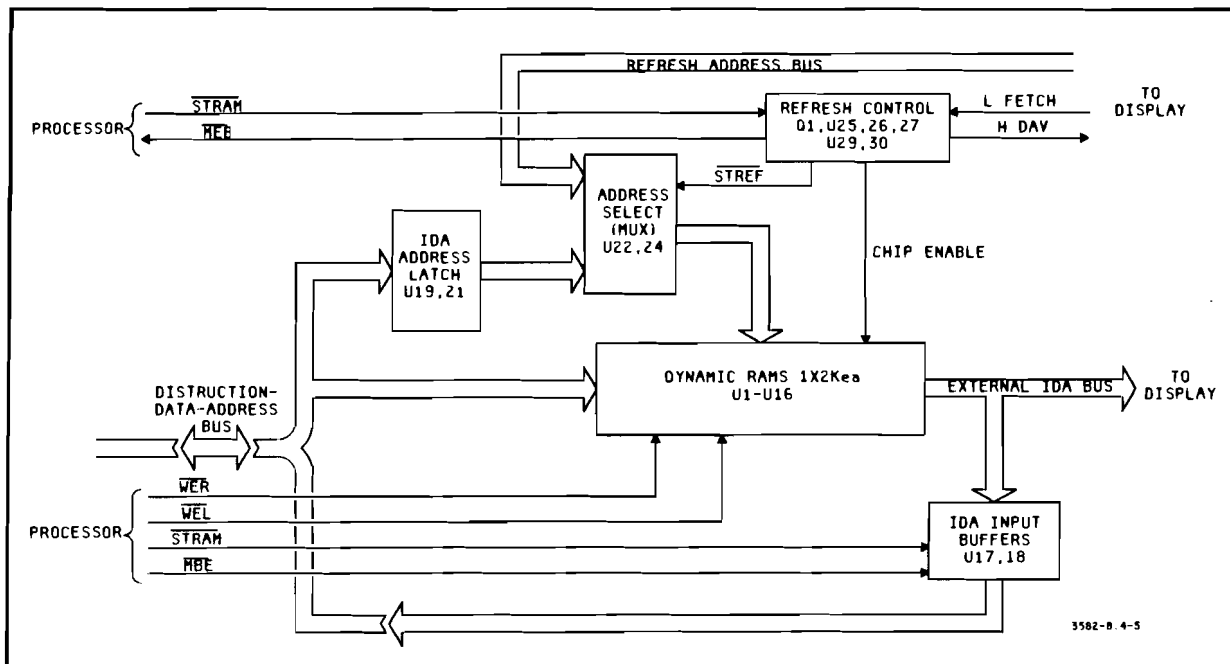 REFRESH ADDRESS BUS
PROCESSOR
STRAM
MEB
REFRESH CONTROL
Q1,U25,26,27
U29,30
L FETCH
H DAV
TO
DISPLAY
STREF
ADDRESS
SELECT
(MUX)
U22,24
IDA
ADDRESS
LATCH
U19,21
CHIP ENABLE
DYNAMIC RAMS 1X2Kea
U1-U16
EXTERNAL IDA BUS
TO
DISPLAY
DISTRUCTION-
DATA-ADDRESS
BUS
PROCESSOR
WER
WEL
STRAM
MBE
IDA INPUT
BUFFERS
U17,18
3582-8.4-5